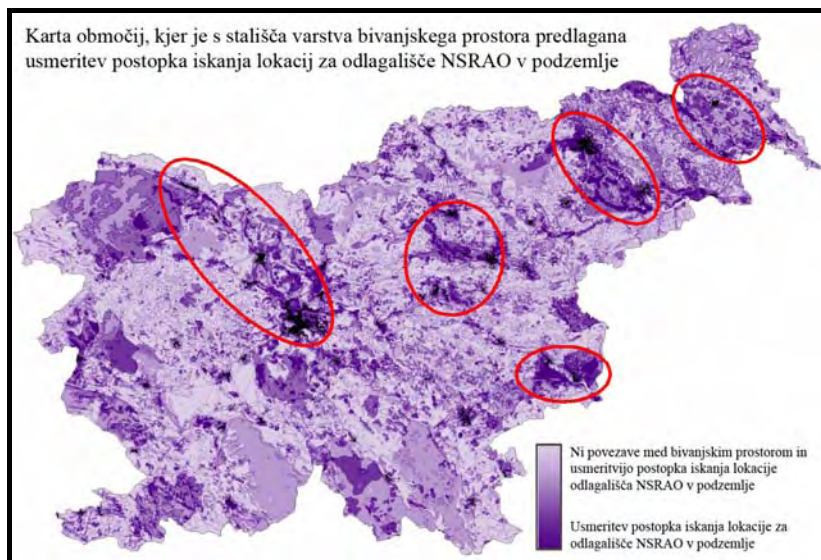 Karta območij, kjer je s stališča varstva bivanjskega prostora predlagana
usmeritev postopka iskanja lokacij za odlagališče NSRAO v podzemlje
Ni povezave med bivanjskim prostorom in
usmeritvijo postopka iskanja lokacije
odlagališča NSRAO v podzemlje
Usmeritev postopka iskanja lokacije za
odlagališče NSRAO v podzemlje